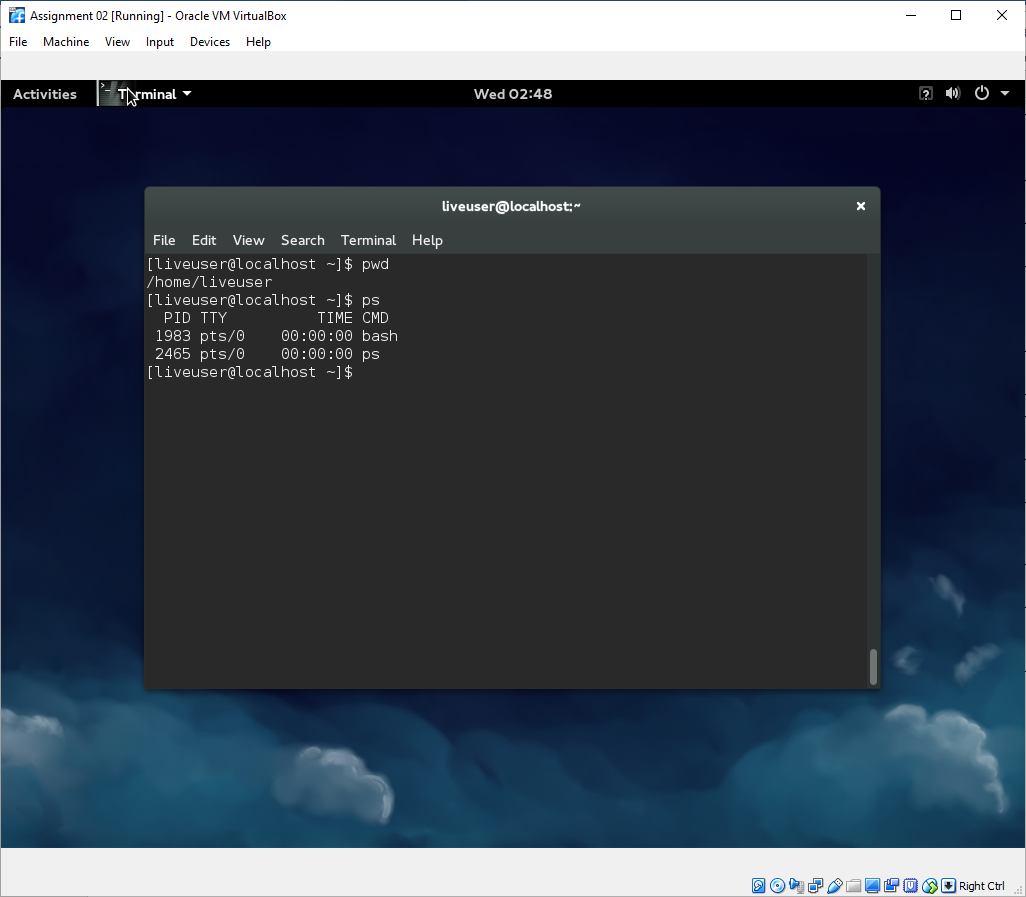 Assignment 02 [Running] - Oracle VM VirtualBox
File Machine View Input Devices Help
Activities Terminal Wed 02:48
liveuser@localhost:~
File Edit View Search Terminal Help
[liveuser@localhost ~]$ pwd
/home/liveuser
[liveuser@localhost ~]$ ps
  PID TTY          TIME CMD
 1983 pts/0    00:00:00 bash
 2465 pts/0    00:00:00 ps
[liveuser@localhost ~]$
Right Ctrl